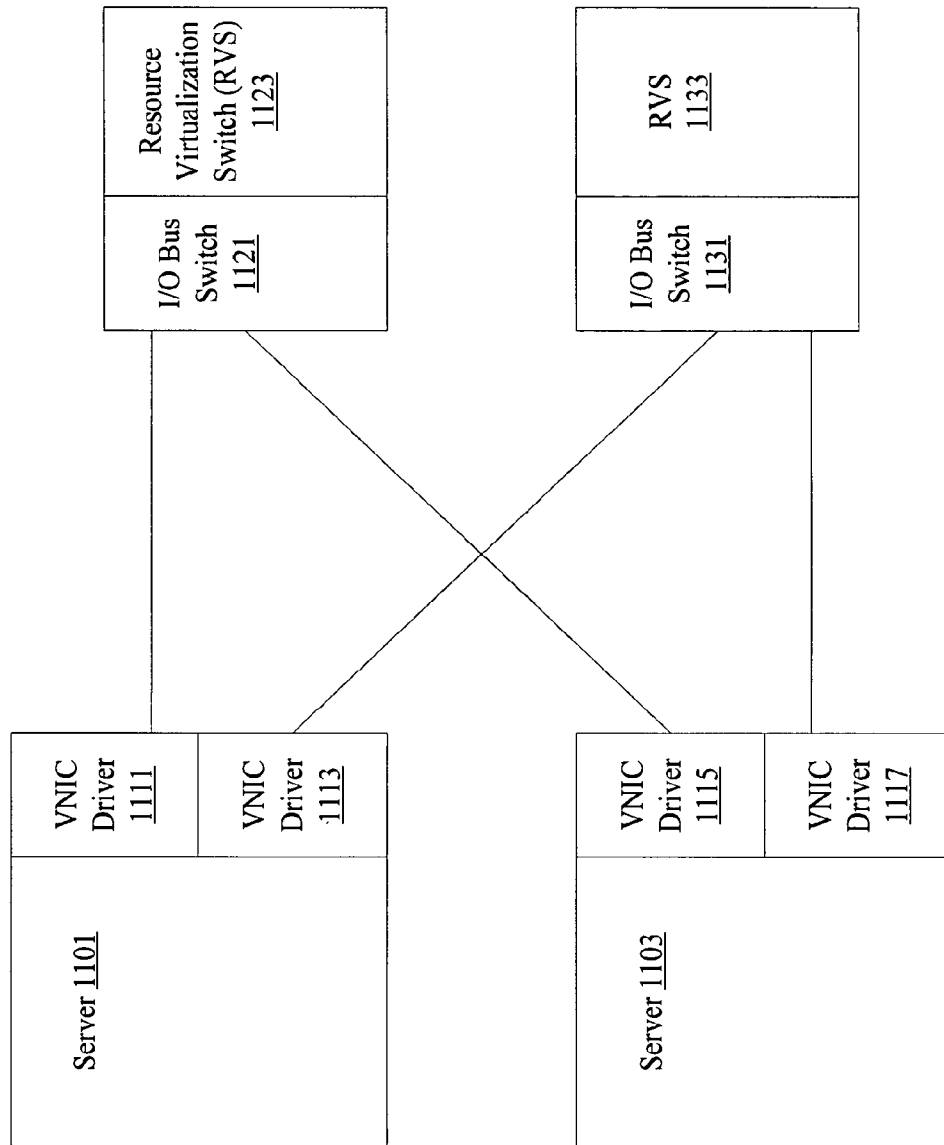 Server 1101
VNIC
Driver
1111
VNIC
Driver
1113
Resource
Virtualization
Switch (RVS)
1123
I/O Bus
Switch
1121
Server 1103
VNIC
Driver
1115
VNIC
Driver
1117
I/O Bus
Switch
1131
RVS
1133